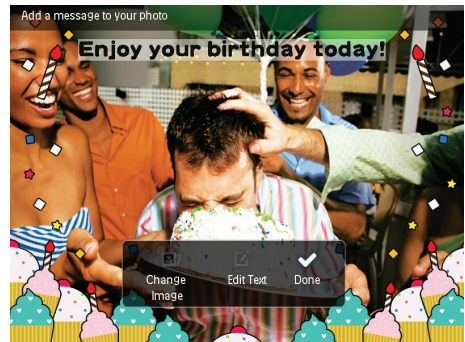 Add a message to your photo
Enjoy your birthday today!
Change
Image
Edit Text
Done